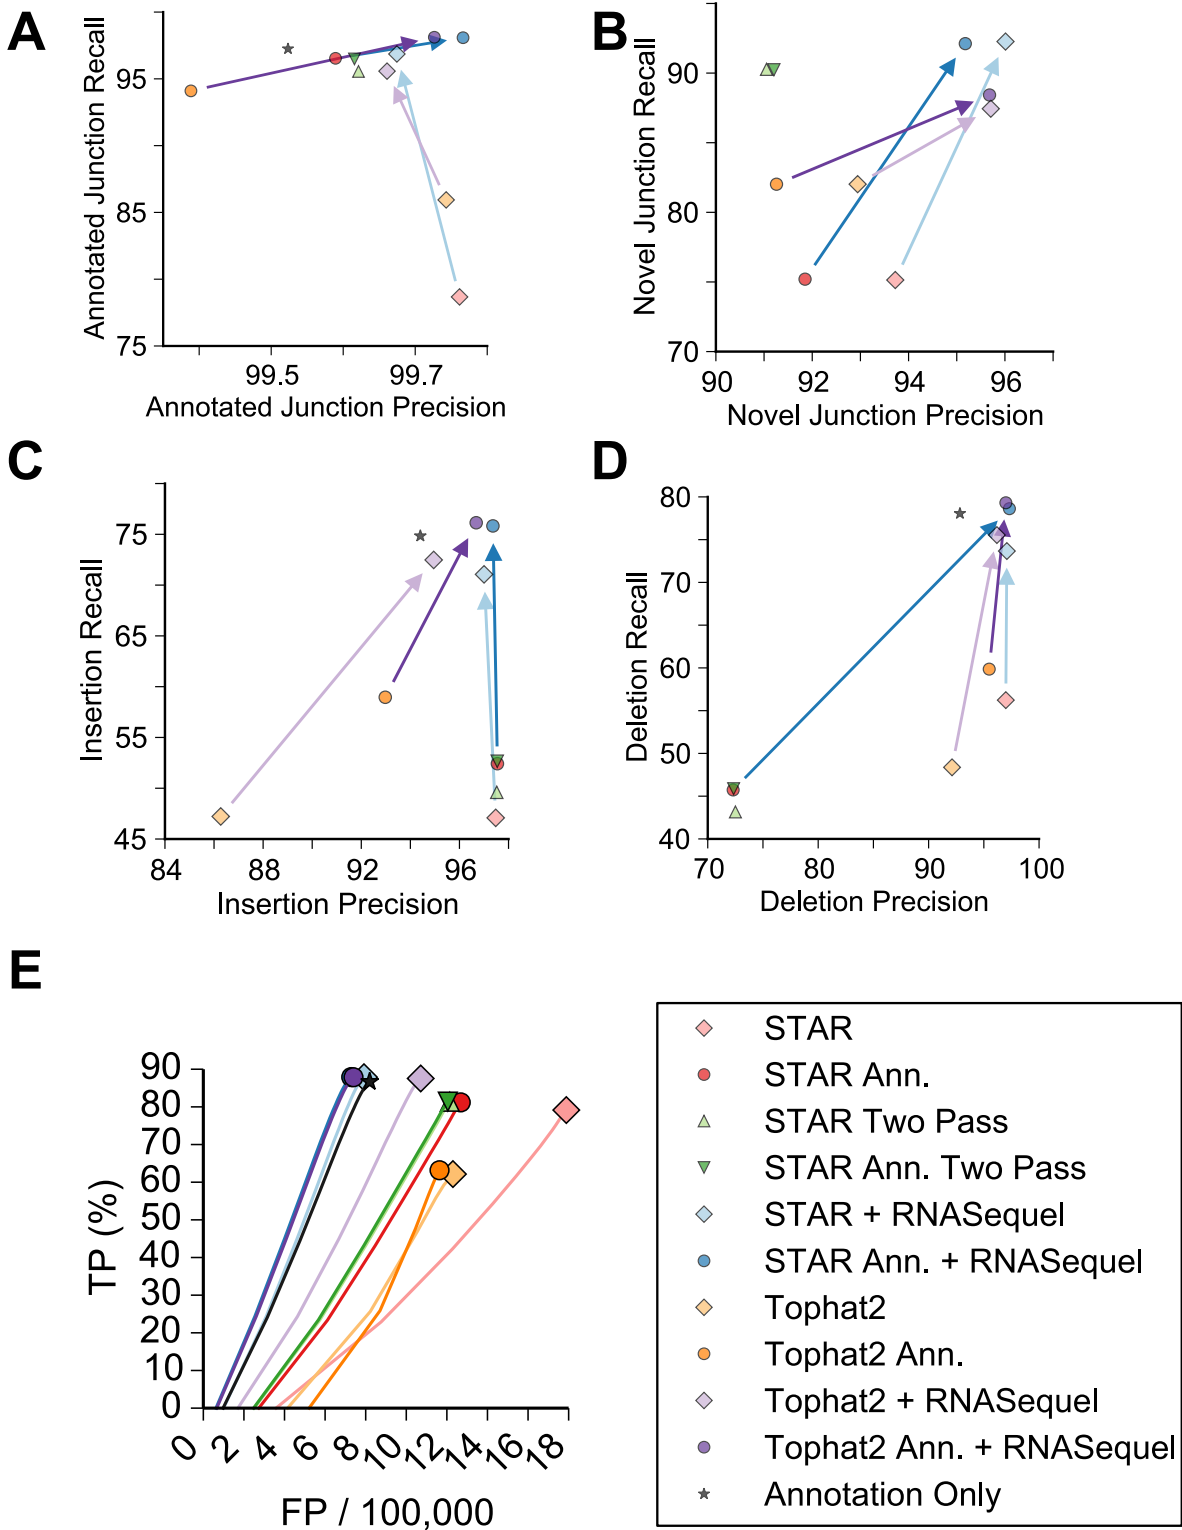 A
Annotated Junction Recall
95
85
75
99.5
99.7
Annotated Junction Precision
B
Novel Junction Recall
90
80
70
90
92
94
96
Novel Junction Precision
C
Insertion Recall
75
65
55
45
84
88
92
96
Insertion Precision
D
Deletion Recall
80
70
60
50
40
70
80
90
100
Deletion Precision
E
TP (%)
90
80
70
60
50
40
30
20
10
0
0
2
4
6
8
10
12
14
16
18
FP / 100,000
STAR
STAR Ann.
STAR Two Pass
STAR Ann. Two Pass
STAR + RNASequel
STAR Ann. + RNASequel
Tophat2
Tophat2 Ann.
Tophat2 + RNASequel
Tophat2 Ann. + RNASequel
Annotation Only